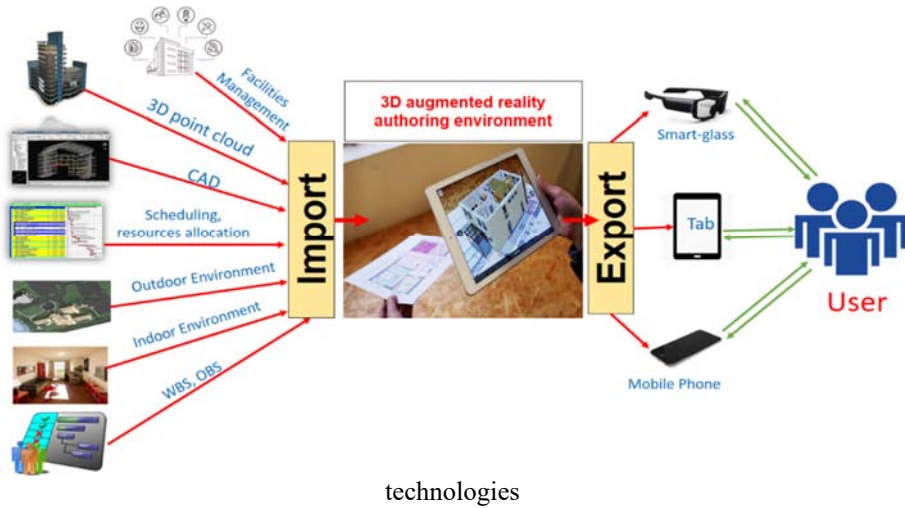 Facilities
Management
3D point cloud
CAD
Scheduling,
resources allocation
Outdoor Environment
Indoor Environment
WBS, OBS
Import
3D augmented reality
authoring environment
Export
Smart-glass
Tab
Mobile Phone
User
technologies